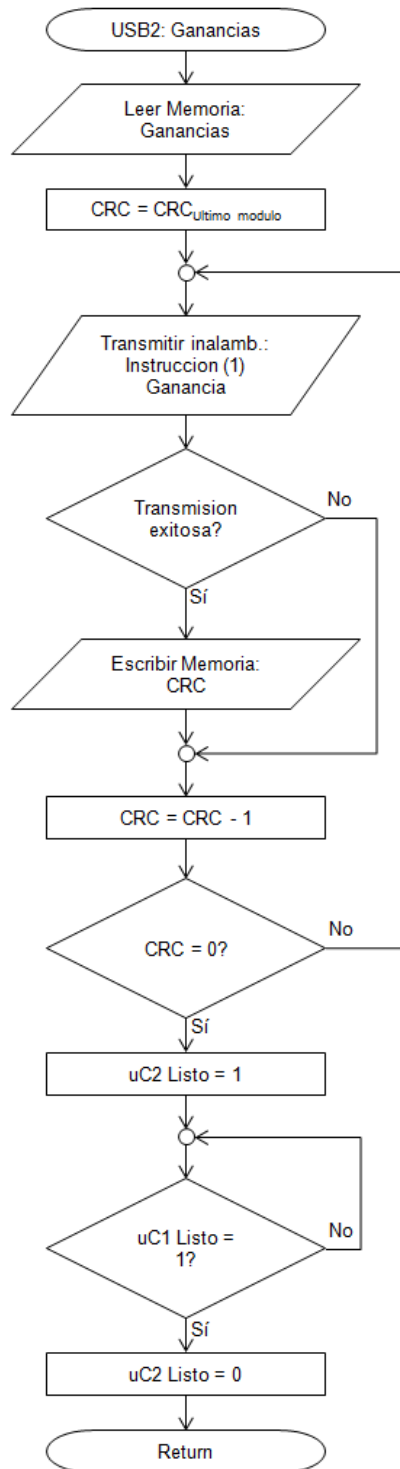 USB2: Ganancias
Leer Memoria:
Ganancias
CRC = CRCUltimo modulo
Transmitir inalamb.:
Instruccion (1)
Ganancia
Transmision
exitosa?
No
Sí
Escribir Memoria:
CRC
CRC = CRC - 1
CRC = 0?
No
Sí
uC2 Listo = 1
uC1 Listo =
1?
No
Sí
uC2 Listo = 0
Return